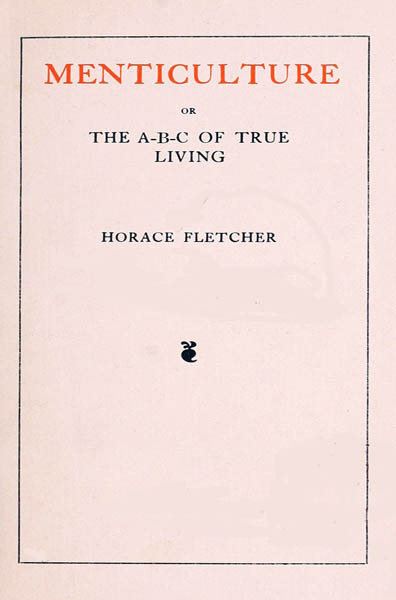 MENTICULTURE
OR
THE A-B-C OF TRUE
LIVING
HORACE FLETCHER